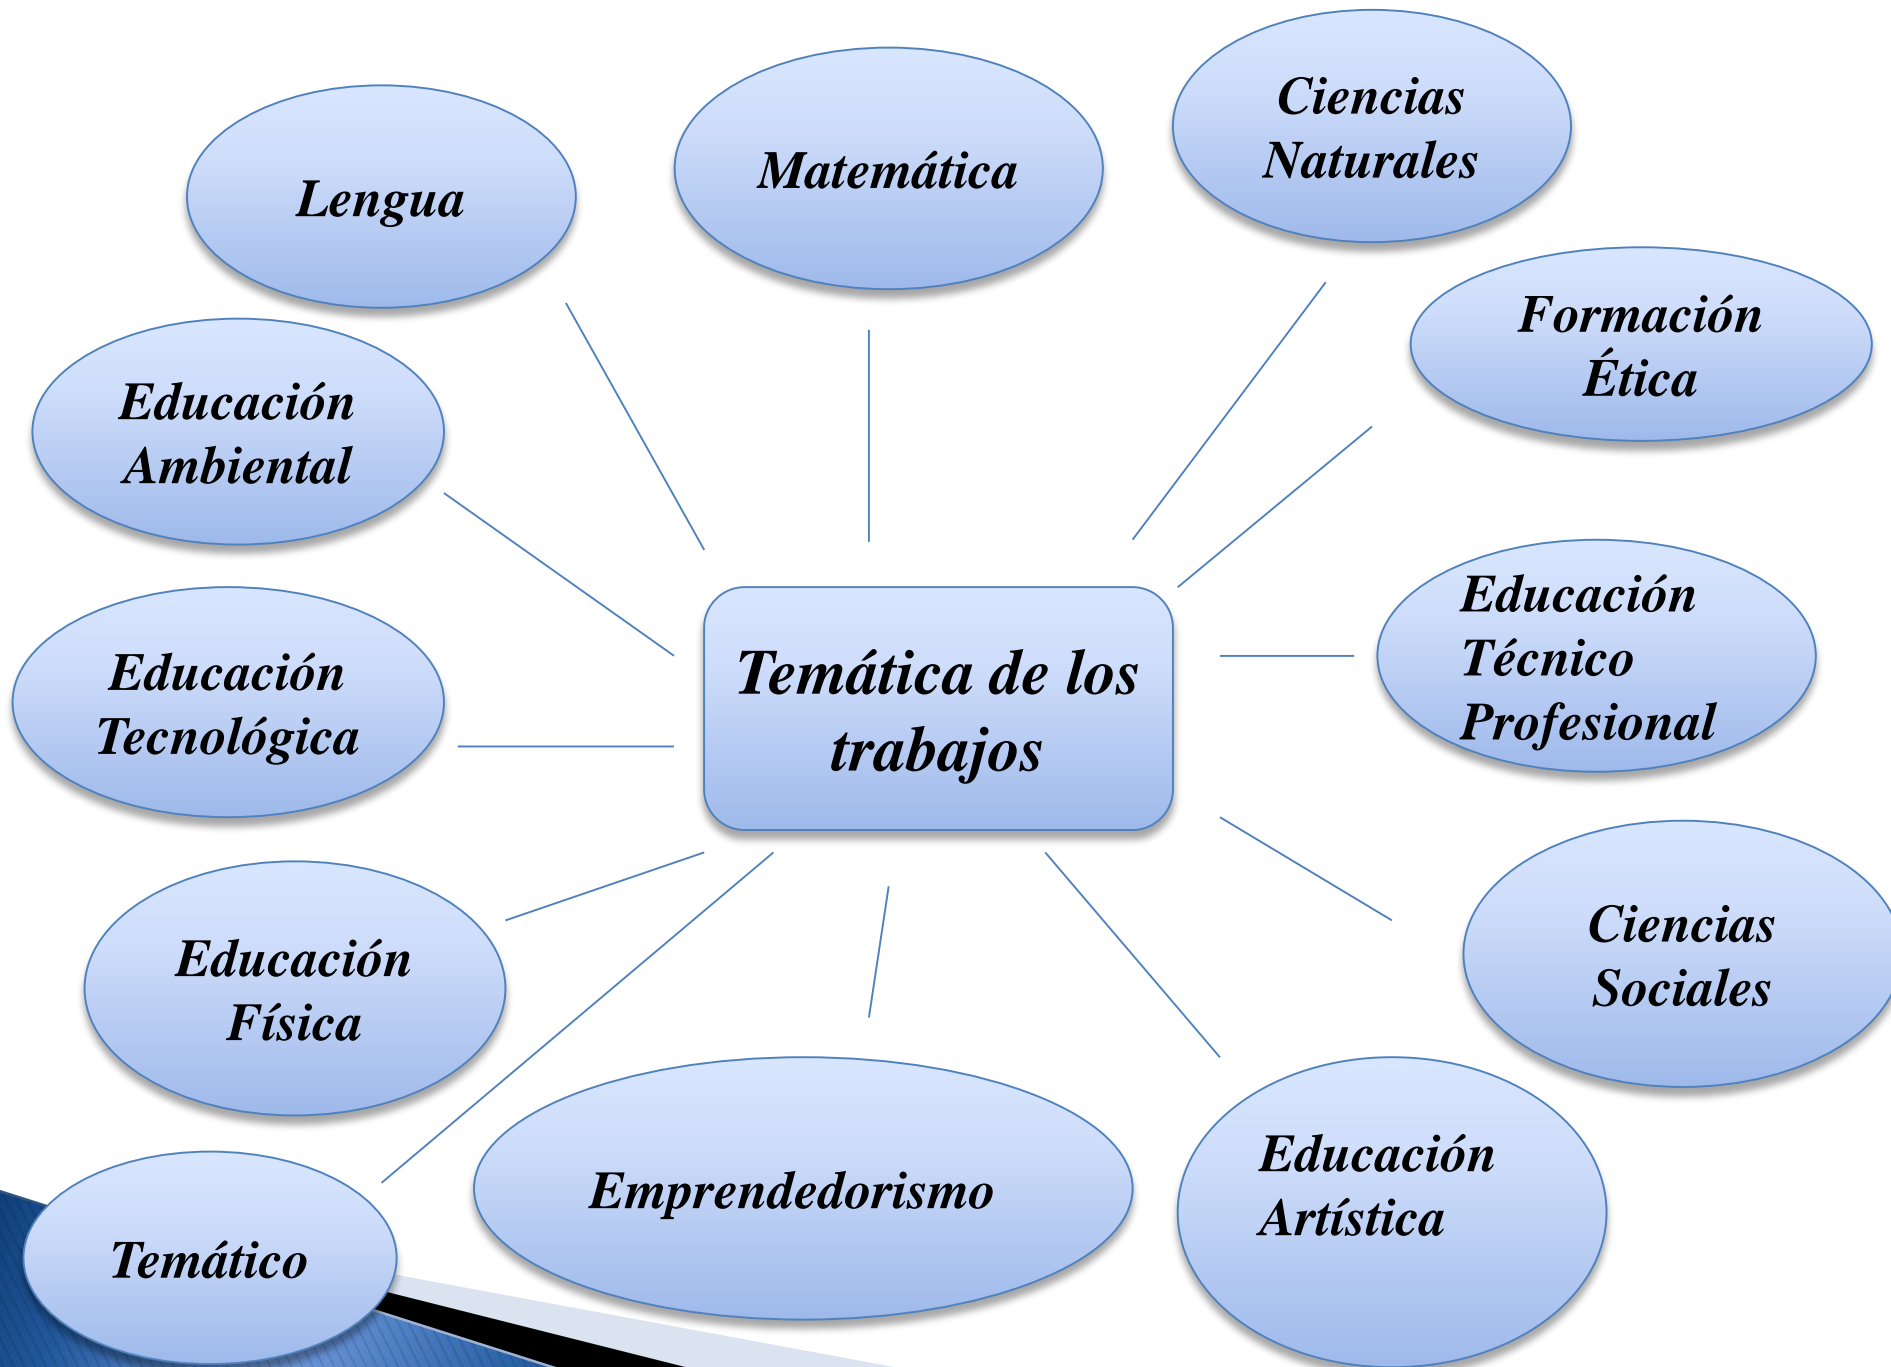 Ciencias
Naturales
Matemática
Lengua
Formación
Ética
Educación
Ambiental
Educación
Técnico
Profesional
Temática de los
trabajos
Educación
Tecnológica
Ciencias
Sociales
Educación
Física
Educación
Artística
Emprendedorismo
Temático